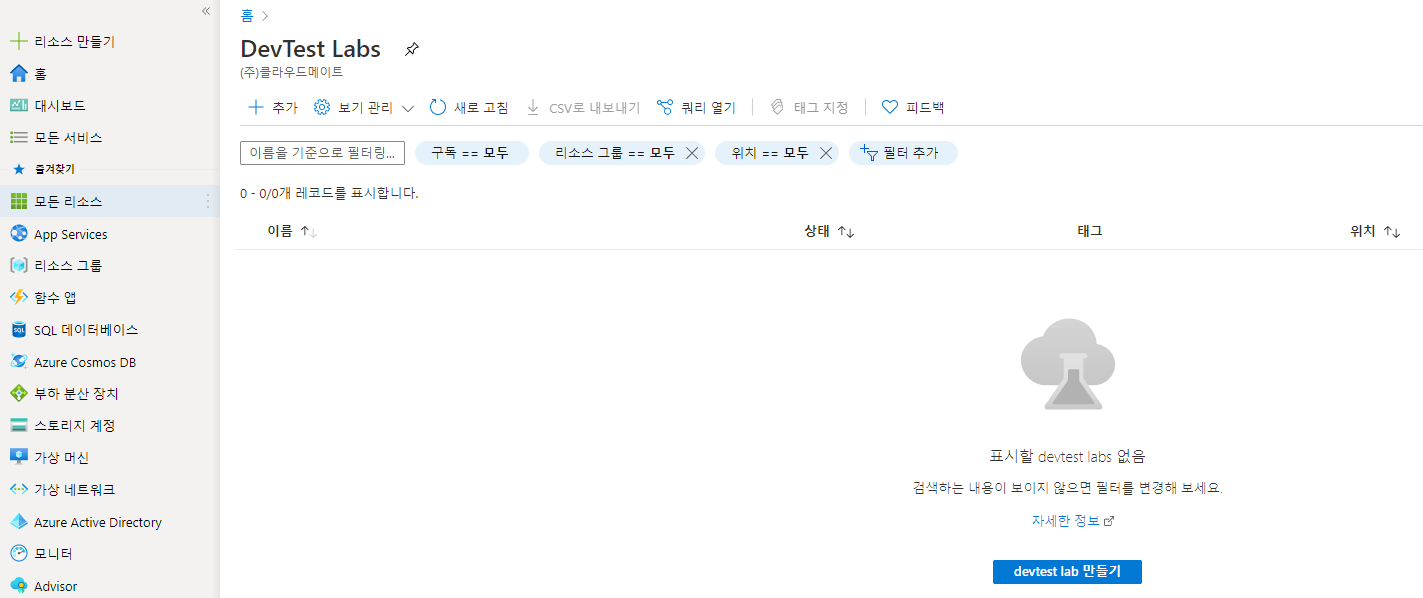 «
리소스 만들기
홈
대시보드
모든 서비스
즐겨찾기
모든 리소스
App Services
리소스 그룹
함수 앱
SQL 데이터베이스
Azure Cosmos DB
부하 분산 장치
스토리지 계정
가상 머신
가상 네트워크
Azure Active Directory
모니터
Advisor
홈 >
DevTest Labs
(주)클라우드메이트
추가 보기 관리 새로 고침 CSV로 내보내기 쿼리 열기 태그 지정 피드백
이름을 기준으로 필터링... 구독 == 모두 리소스 그룹 == 모두 위치 == 모두 필터 추가
0 - 0/0개 레코드를 표시합니다.
이름 ↑↓ 상태 ↑↓ 태그 위치 ↑↓
표시할 devtest labs 없음
검색하는 내용이 보이지 않으면 필터를 변경해 보세요.
자세한 정보
devtest lab 만들기